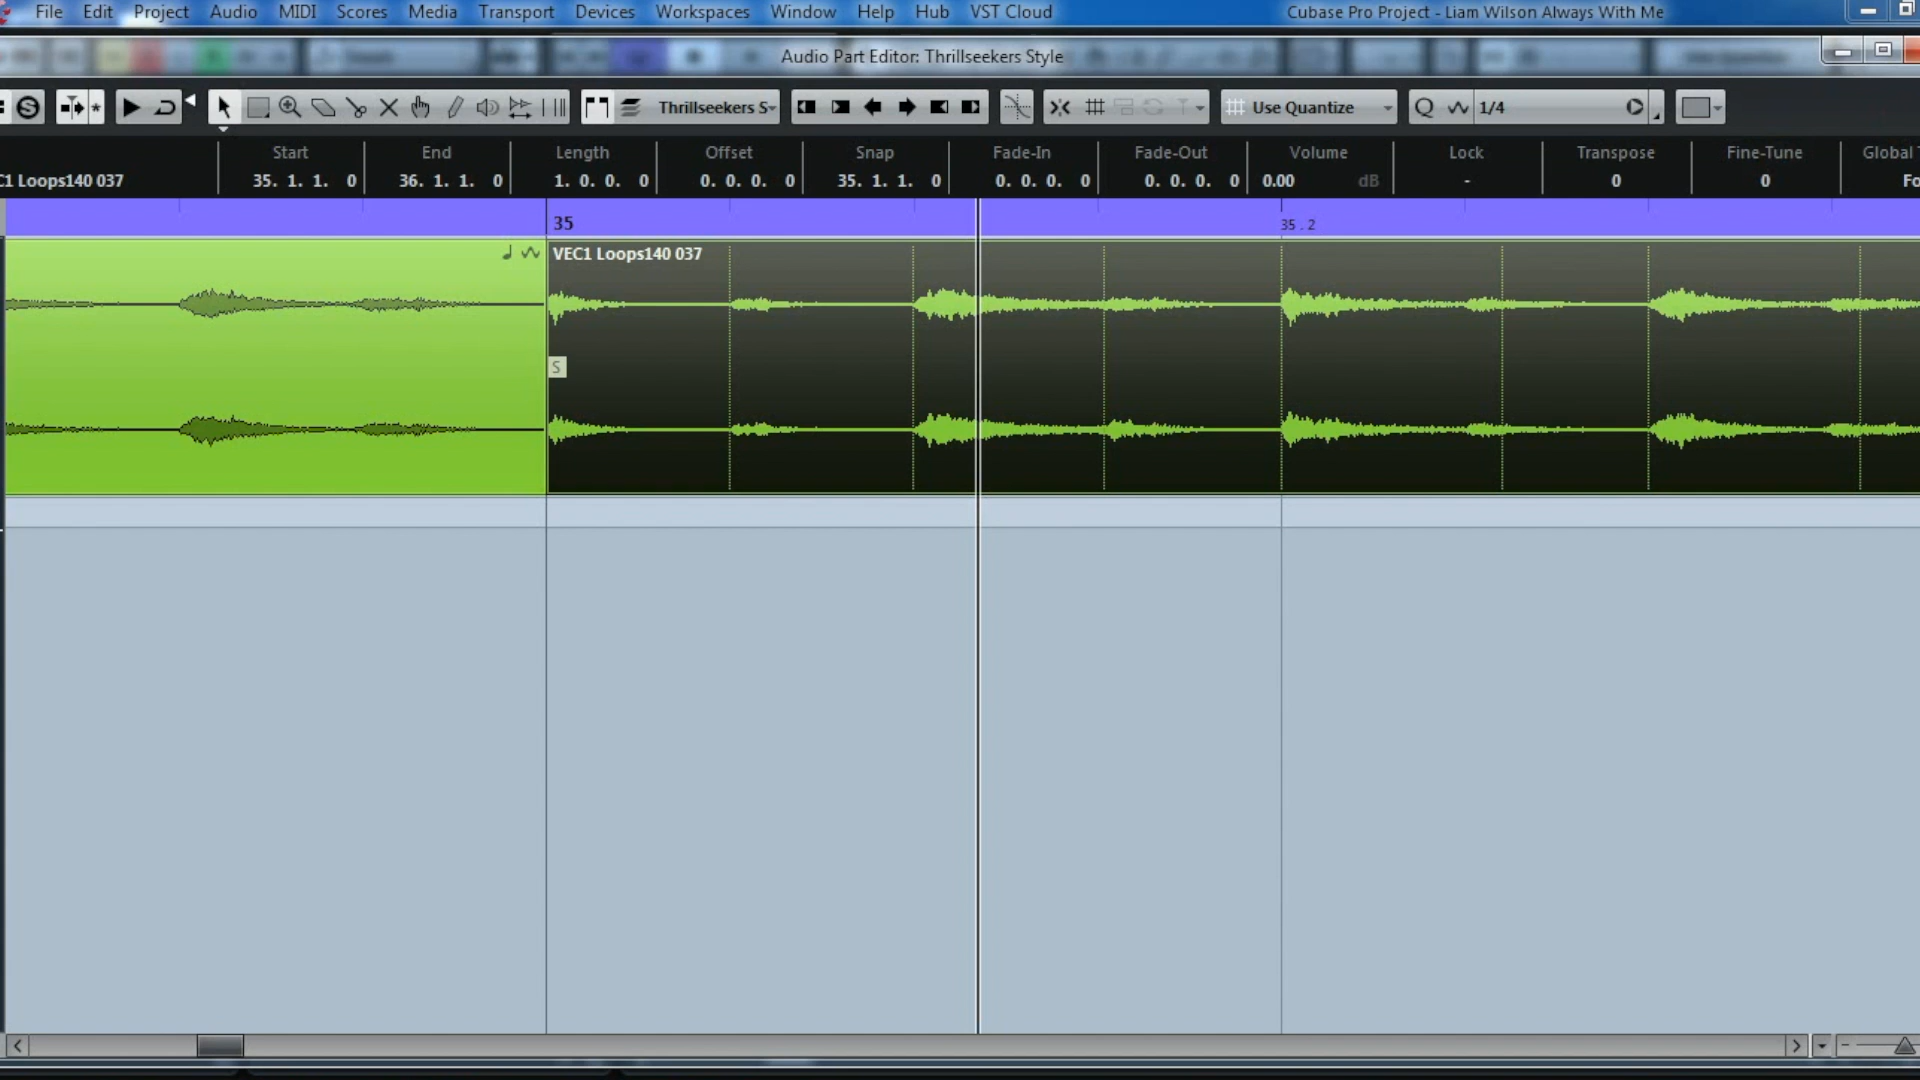 File Edit Project Audio MIDI Scores Media Transport Devices Workspaces Window Help Hub VST Cloud Cubase Pro Project - Liam Wilson Always With Me
Audio Part Editor: Thrillseekers Style
Thrillseekers S Use Quantize Q 1/4
Start End Length Offset Snap Fade-In Fade-Out Volume Lock Transpose Fine-Tune Global
C1 Loops140 037 35. 1. 1. 0 36. 1. 1. 0 1. 0. 0. 0 0. 0. 0. 0 35. 1. 1. 0 0. 0. 0. 0 0. 0. 0. 0 0.00 dB - 0 0 Fo
35 35 . 2
VEC1 Loops140 037
S